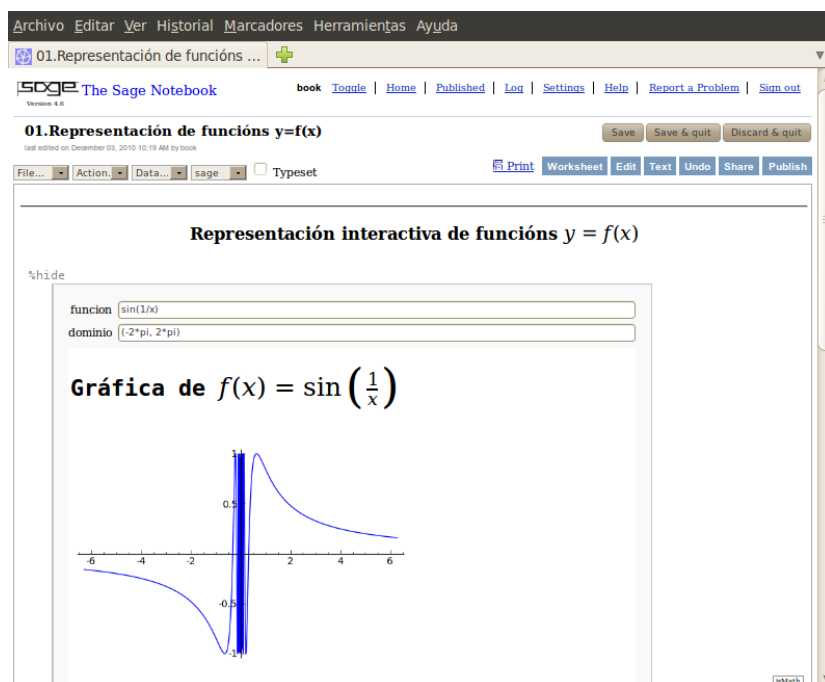 Archivo Editar Ver Historial Marcadores Herramientas Ayuda
01.Representación de funcións ...
sage The Sage Notebook
Version 4.6
book Toggle | Home | Published | Log | Settings | Help | Report a Problem | Sign out
01.Representación de funcións y=f(x)
last edited on December 03, 2010 10:19 AM by book
Save Save & quit Discard & quit
File... Action. Data... sage Typeset
Print Worksheet Edit Text Undo Share Publish
Representación interactiva de funcións y = f(x)
%hide
funcion sin(1/x)
dominio (-2*pi, 2*pi)
Gráfica de f(x) = sin(1/x)
1
0.5
-6 -4 -2 2 4 6
-0.5
-1